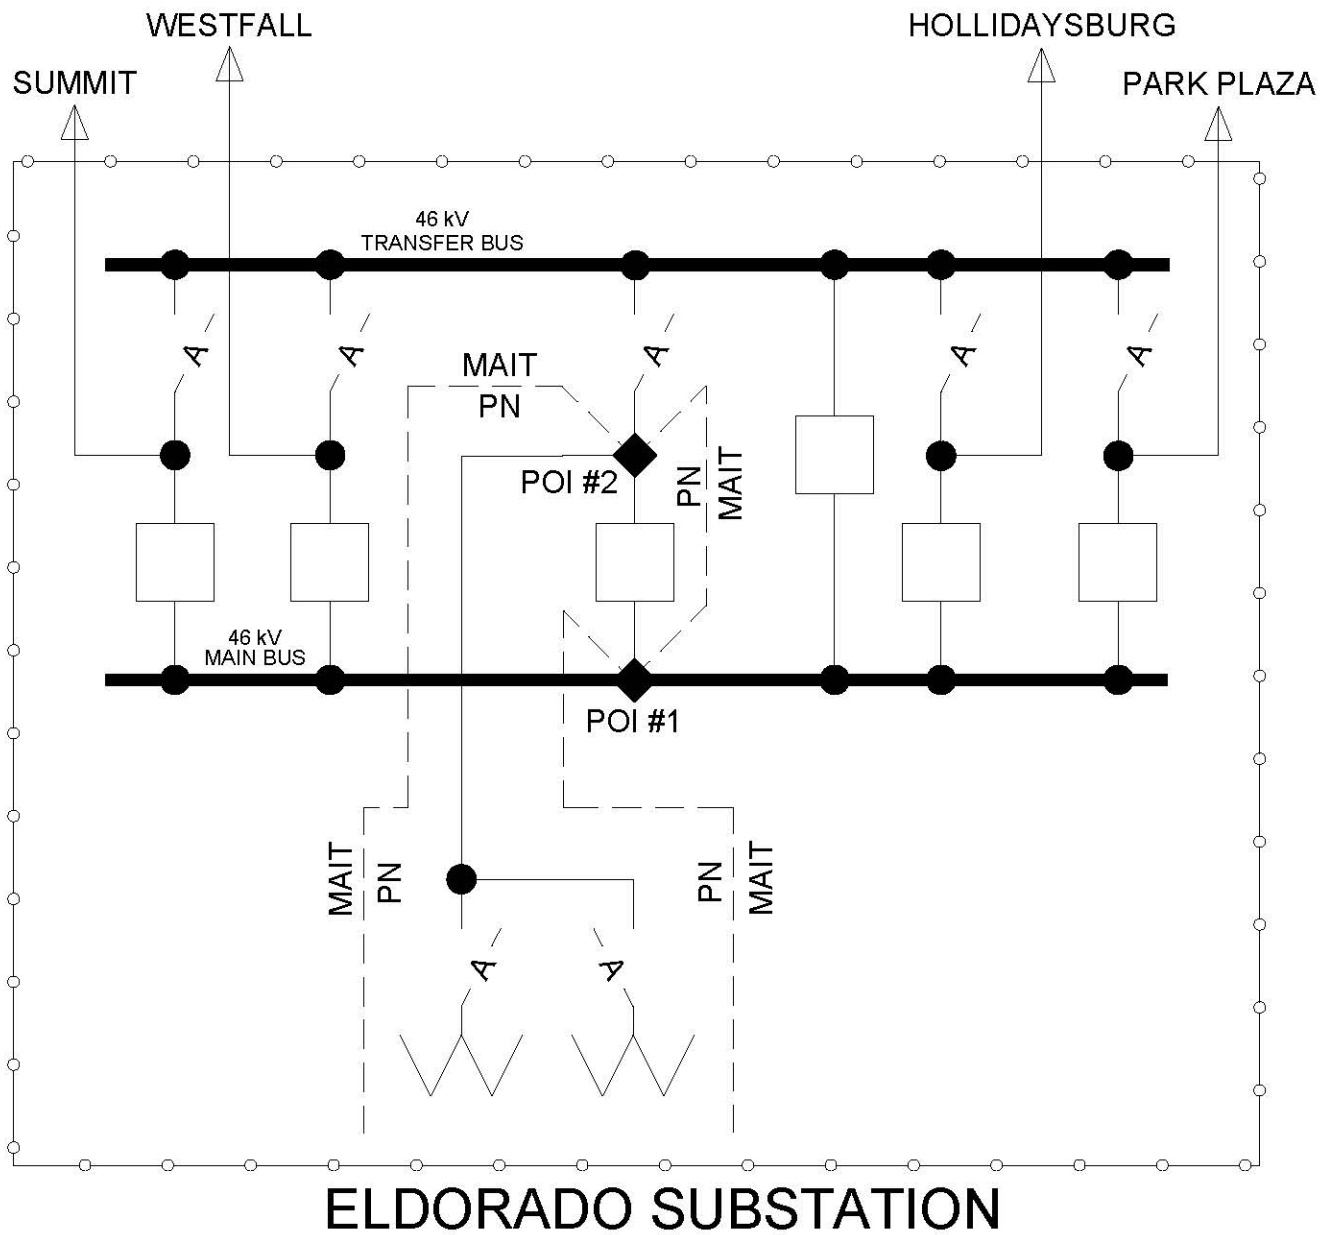 WESTFALL
HOLLIDAYSBURG
SUMMIT
PARK PLAZA
46 kV
TRANSFER BUS
A
A
A
A
A
MAIT
PN
POI #2
PN
MAIT
46 kV
MAIN BUS
POI #1
MAIT
PN
PN
MAIT
A
A
ELDORADO SUBSTATION